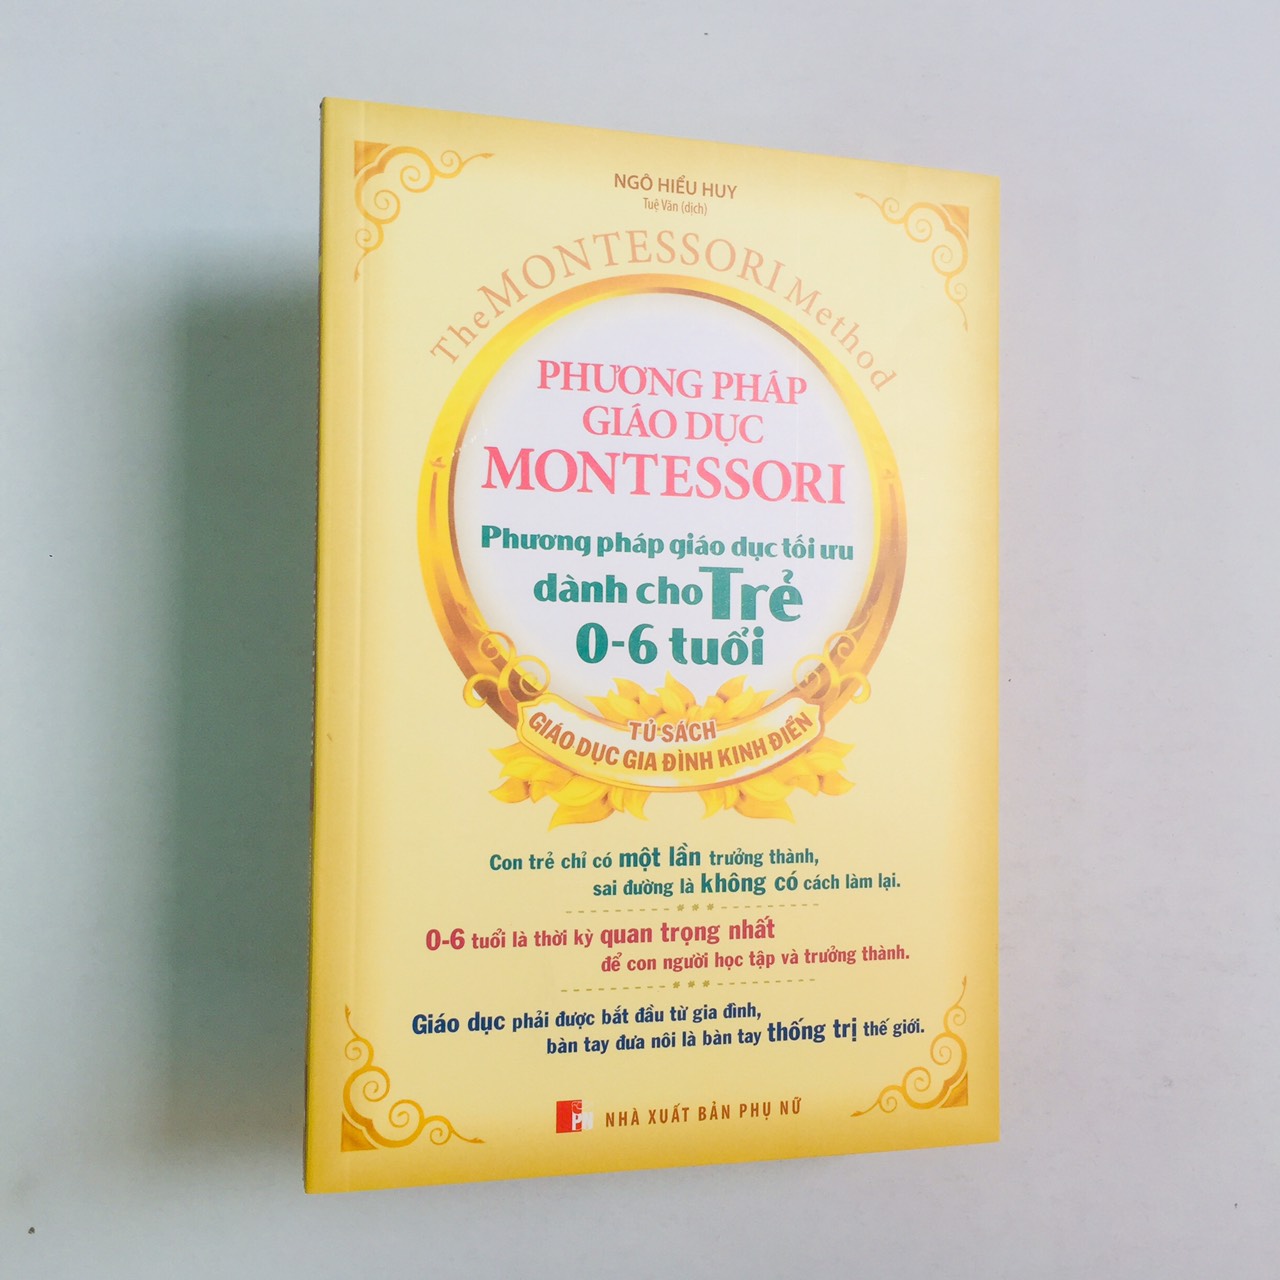 NGÔ HIỂU HUY
Tuệ Văn (dịch)
The MONTESSORI Method
PHƯƠNG PHÁP
GIÁO DỤC
MONTESSORI
Phương pháp giáo dục tối ưu
dành cho Trẻ
0-6 tuổi
TỦ SÁCH
GIÁO DỤC GIA ĐÌNH KINH ĐIỂN
Con trẻ chỉ có một lần trưởng thành,
sai đường là không có cách làm lại.
0-6 tuổi là thời kỳ quan trọng nhất
để con người học tập và trưởng thành.
Giáo dục phải được bắt đầu từ gia đình,
bàn tay đưa nôi là bàn tay thống trị thế giới.
NHÀ XUẤT BẢN PHỤ NỮ